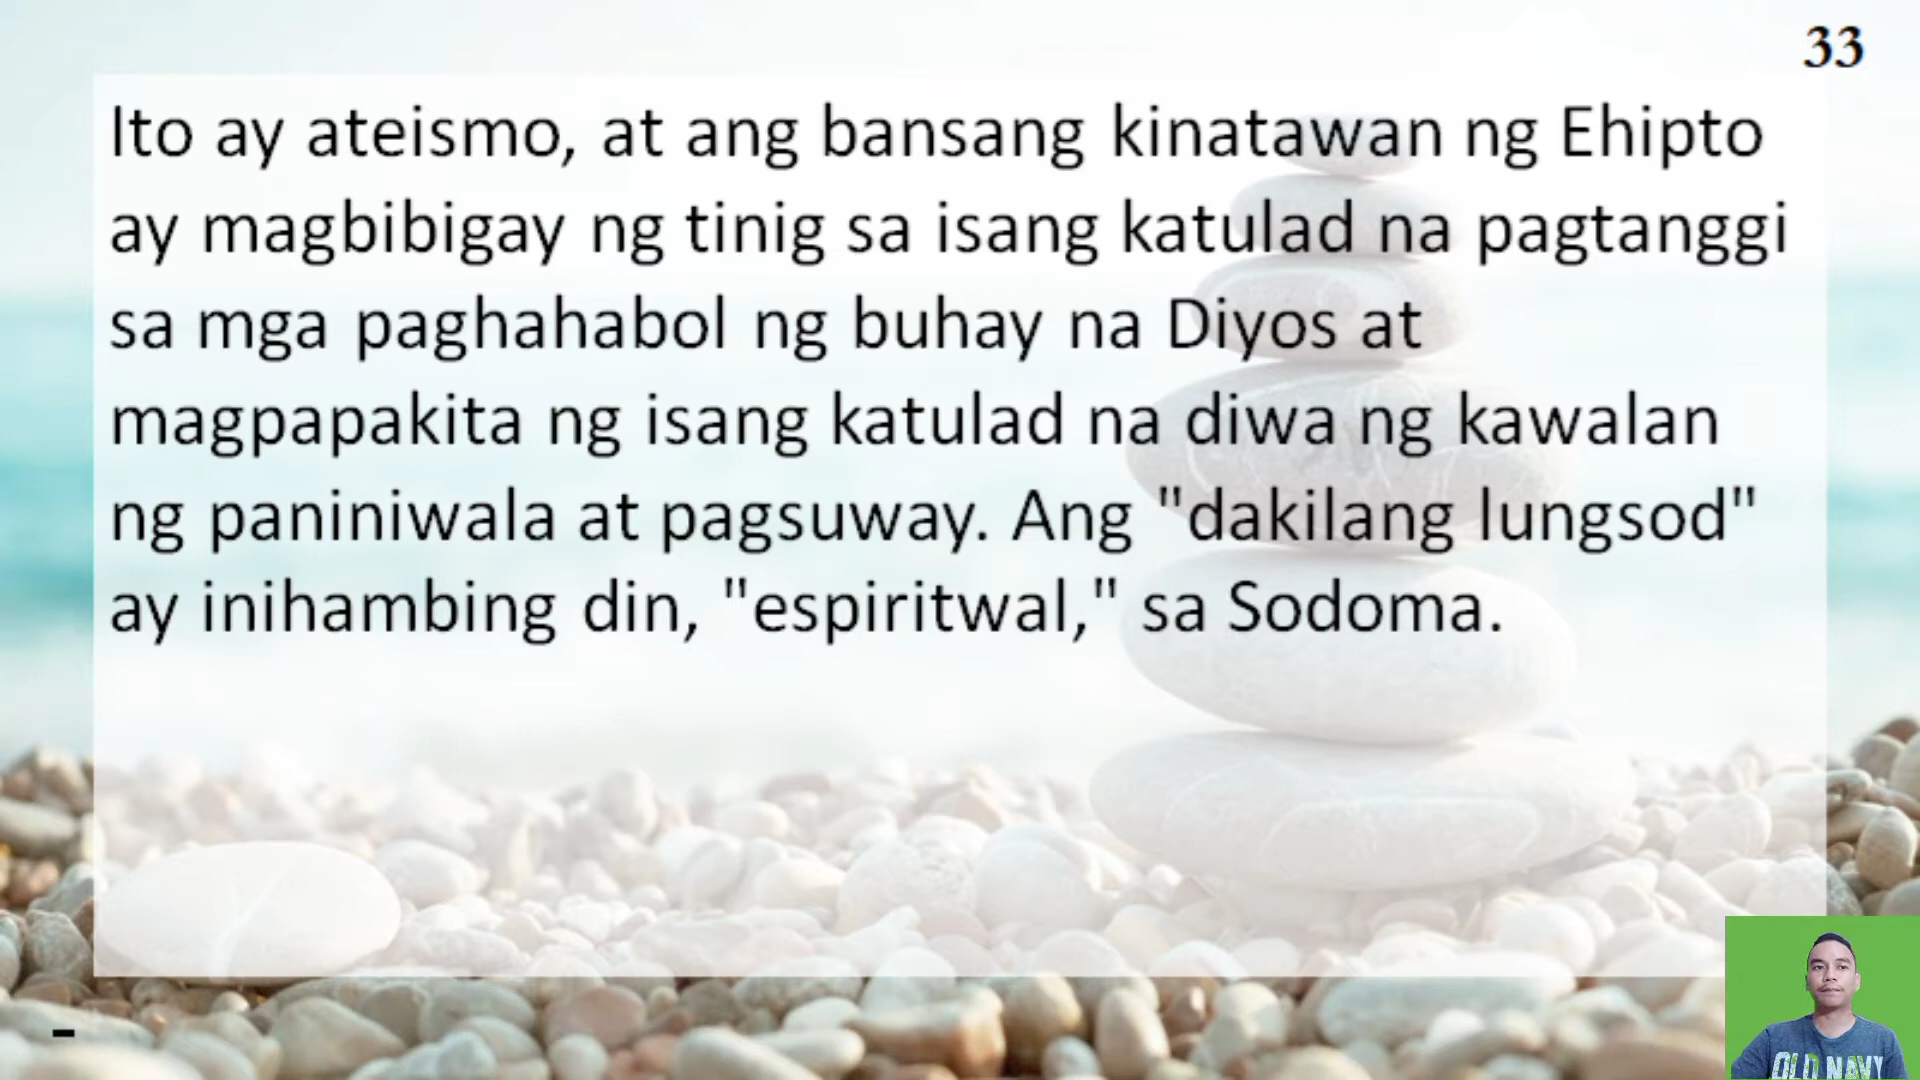 33
Ito ay ateismo, at ang bansang kinatawan ng Ehipto
ay magbibigay ng tinig sa isang katulad na pagtanggi
sa mga paghahabol ng buhay na Diyos at
magpapakita ng isang katulad na diwa ng kawalan
ng paniniwala at pagsuway. Ang "dakilang lungsod"
ay inihambing din, "espiritwal," sa Sodoma.
-
OLD NAVY